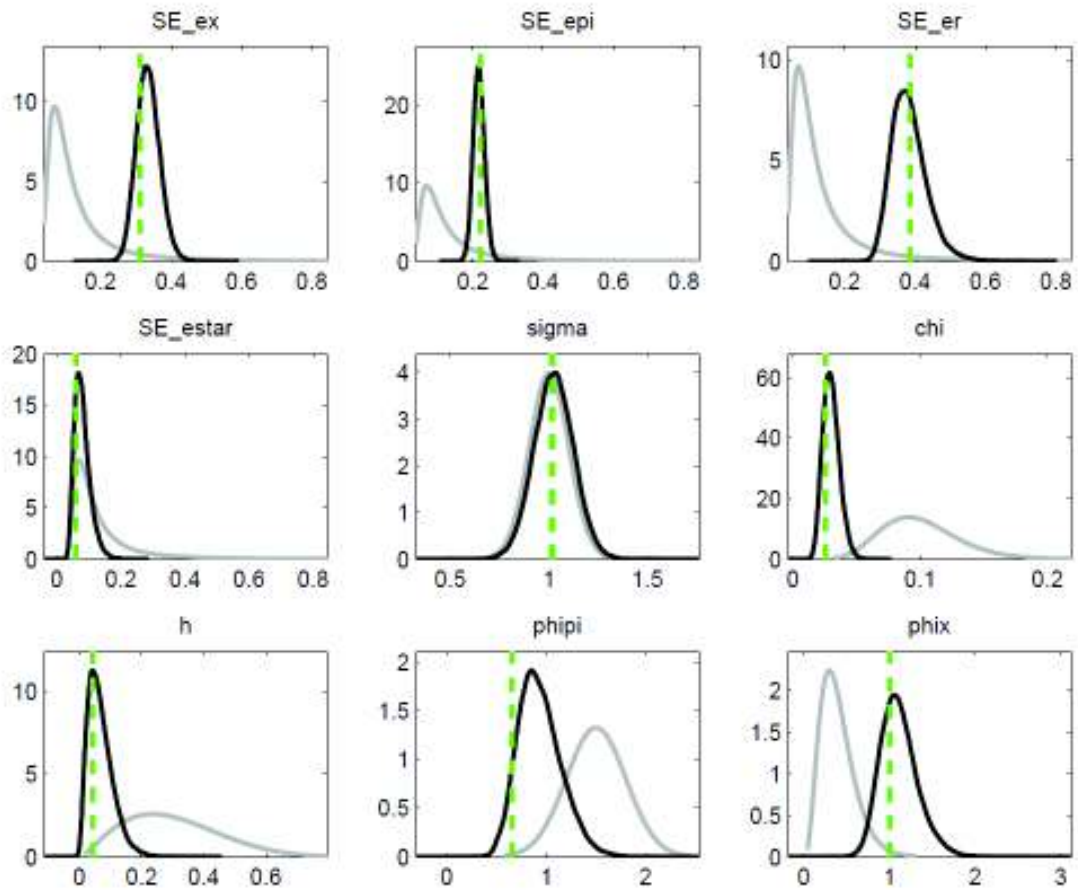 SE_ex SE_epi SE_er
10 5 0
0.2 0.4 0.6 0.8
20 10 0
0.2 0.4 0.6 0.8
10 5 0
0.2 0.4 0.6 0.8
SE_estar sigma chi
20 15 10 5 0
0 0.2 0.4 0.6 0.8
4 3 2 1 0
0.5 1 1.5
60 40 20 0
0 0.1 0.2
h phipi phix
10 5 0
0 0.2 0.4 0.6
2 1.5 1 0.5 0
0 1 2
2 1.5 1 0.5 0
0 1 2 3